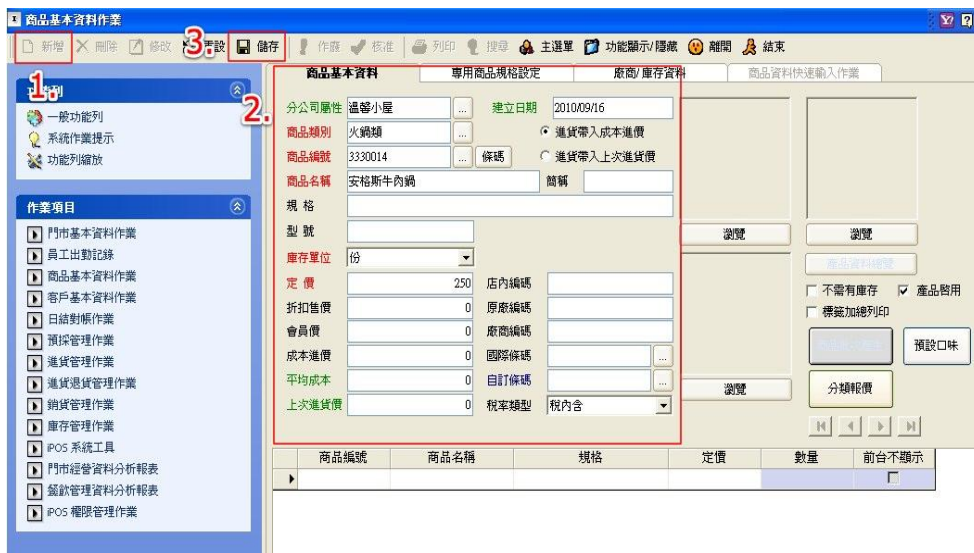 商品基本資料作業
新增 刪除 修改 重設 儲存 作廢 核准 列印 搜尋 主選單 功能顯示/隱藏 離開 結束
1. 2. 3.
功能列
一般功能列
系統作業提示
功能列縮放
作業項目
門市基本資料作業
員工出勤記錄
商品基本資料作業
客戶基本資料作業
日結對帳作業
預採管理作業
進貨管理作業
進貨退貨管理作業
銷貨管理作業
庫存管理作業
iPOS 系統工具
門市經營資料分析報表
餐飲管理資料分析報表
iPOS 權限管理作業
商品基本資料 專用商品規格設定 廠商/庫存資料 商品資料快速輸入作業
分公司屬性 溫馨小屋 ... 建立日期 2010/09/16
商品類別 火鍋類 ... 進貨帶入成本進價
商品編號 3330014 ... 條碼 進貨帶入上次進貨價
商品名稱 安格斯牛肉鍋 簡稱
規 格
型 號
庫存單位 份
定 價 250 店內編碼
折扣售價 0 原廠編碼
會員價 0 廠商編碼
成本進價 0 國際條碼 ...
平均成本 0 自訂條碼 ...
上次進貨價 0 稅率類型 稅內含
瀏覽 瀏覽
商品資料總覽
不需有庫存 產品啟用
標籤加總列印
預設口味
瀏覽 分類報價
商品編號 商品名稱 規格 定價 數量 前台不顯示